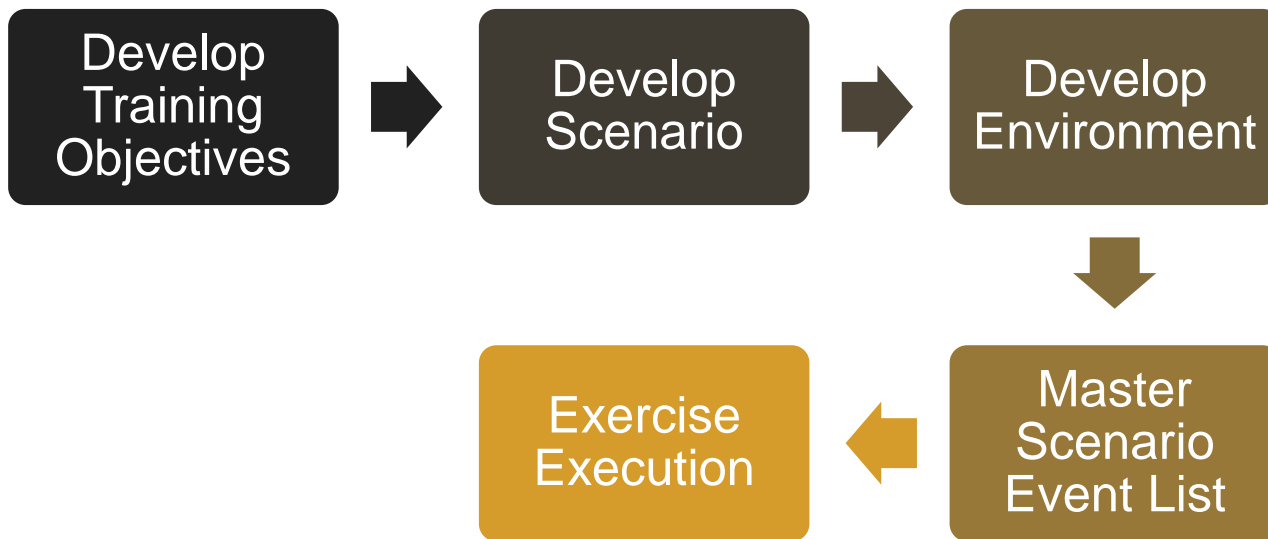 Develop
Training
Objectives
Develop
Scenario
Develop
Environment
Master
Scenario
Event List
Exercise
Execution